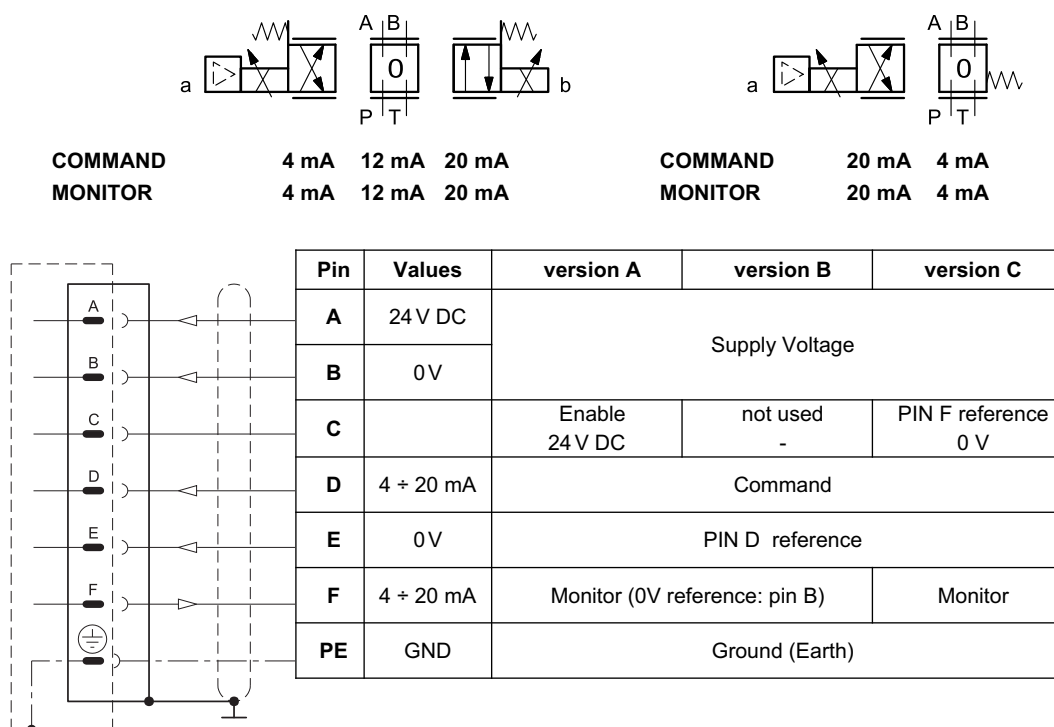 A B
a 0 b
P T
COMMAND 4 mA 12 mA 20 mA
MONITOR 4 mA 12 mA 20 mA
A B
a 0
P T
COMMAND 20 mA 4 mA
MONITOR 20 mA 4 mA
Pin Values version A version B version C
A A 24 V DC Supply Voltage
B B 0 V
C C Enable not used PIN F reference
24 V DC - 0 V
D D 4 ÷ 20 mA Command
E E 0 V PIN D reference
F F 4 ÷ 20 mA Monitor (0V reference: pin B) Monitor
PE GND Ground (Earth)